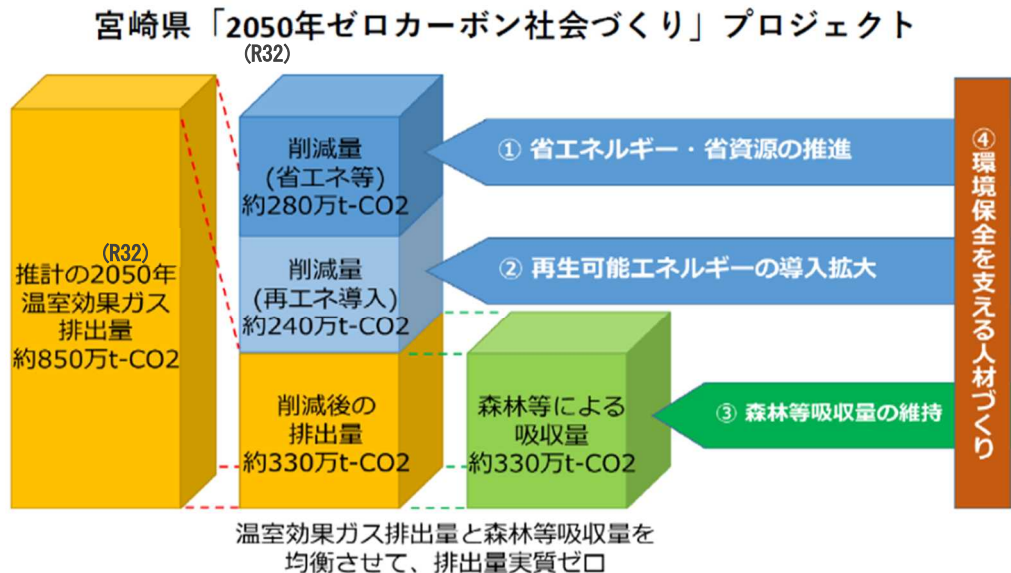 宮崎県「2050年ゼロカーボン社会づくり」プロジェクト
(R32)
(R32)
推計の2050年
温室効果ガス
排出量
約850万t-CO2
削減量
(省エネ等)
約280万t-CO2
削減量
(再エネ導入)
約240万t-CO2
削減後の
排出量
約330万t-CO2
森林等による
吸収量
約330万t-CO2
① 省エネルギー・省資源の推進
② 再生可能エネルギーの導入拡大
③ 森林等吸収量の維持
④環境保全を支える人材づくり
温室効果ガス排出量と森林等吸収量を
均衡させて、排出量実質ゼロ